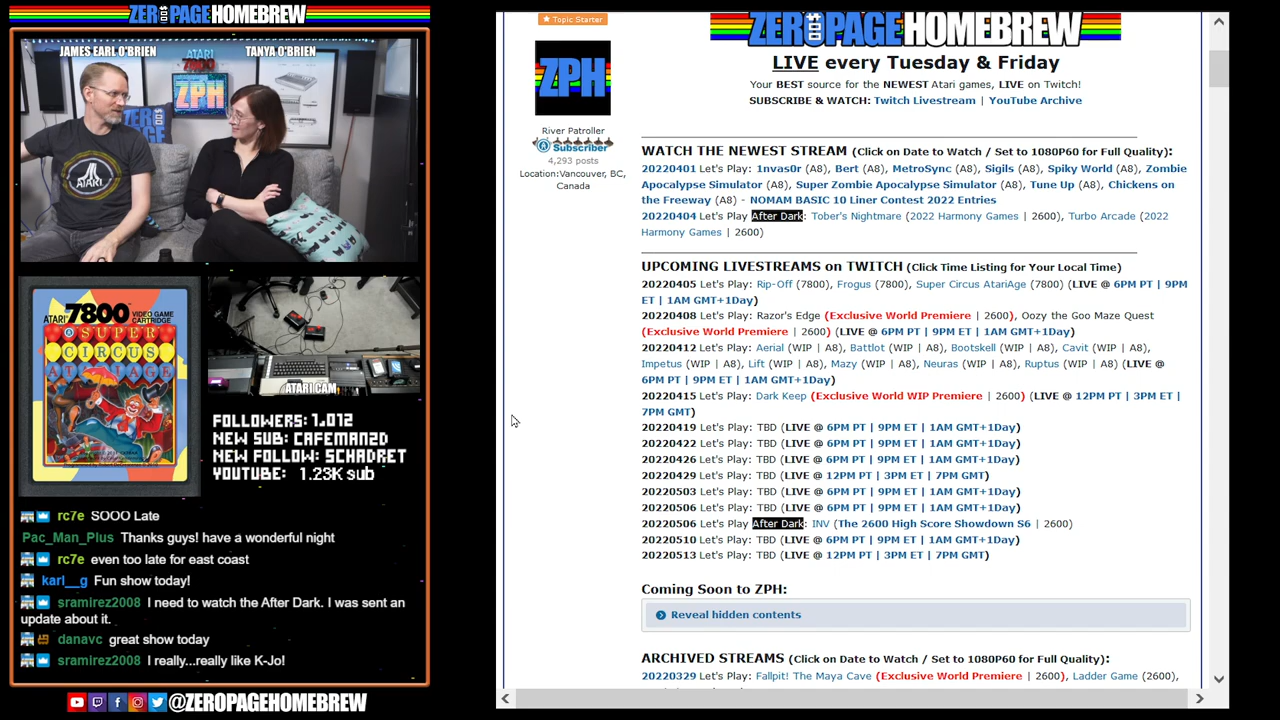 ZERO PAGE HOMEBREW
JAMES EARL O'BRIEN
TANYA O'BRIEN
ATARI
ZPH
ATARI
ATARI 7800 VIDEO GAME CARTRIDGE
SUPER
CIRCUS
ATARIAGE
ATARI CAM
FOLLOWERS: 1,012
NEW SUB: CAFEMAN2D
NEW FOLLOW: SCHADRET
YOUTUBE: 1.23K sub
rc7e SOOO Late
Pac_Man_Plus Thanks guys! have a wonderful night
rc7e even too late for east coast
karl__g Fun show today!
sramirez2008 I need to watch the After Dark. I was sent an
update about it.
danavc great show today
sramirez2008 I really...really like K-Jo!
@ZEROPAGEHOMEBREW
★ Topic Starter
ZPH
River Patroller
Subscriber
4,293 posts
Location:Vancouver, BC,
Canada
ZERO PAGE HOMEBREW
LIVE every Tuesday & Friday
Your BEST source for the NEWEST Atari games, LIVE on Twitch!
SUBSCRIBE & WATCH: Twitch Livestream | YouTube Archive
WATCH THE NEWEST STREAM (Click on Date to Watch / Set to 1080P60 for Full Quality):
20220401 Let's Play: 1nvas0r (A8), Bert (A8), MetroSync (A8), Sigils (A8), Spiky World (A8), Zombie
Apocalypse Simulator (A8), Super Zombie Apocalypse Simulator (A8), Tune Up (A8), Chickens on
the Freeway (A8) - NOMAM BASIC 10 Liner Contest 2022 Entries
20220404 Let's Play After Dark: Tober's Nightmare (2022 Harmony Games | 2600), Turbo Arcade (2022
Harmony Games | 2600)
UPCOMING LIVESTREAMS on TWITCH (Click Time Listing for Your Local Time)
20220405 Let's Play: Rip-Off (7800), Frogus (7800), Super Circus AtariAge (7800) (LIVE @ 6PM PT | 9PM
ET | 1AM GMT+1Day)
20220408 Let's Play: Razor's Edge (Exclusive World Premiere | 2600), Oozy the Goo Maze Quest
(Exclusive World Premiere | 2600) (LIVE @ 6PM PT | 9PM ET | 1AM GMT+1Day)
20220412 Let's Play: Aerial (WIP | A8), Battlot (WIP | A8), Bootskell (WIP | A8), Cavit (WIP | A8),
Impetus (WIP | A8), Lift (WIP | A8), Mazy (WIP | A8), Neuras (WIP | A8), Ruptus (WIP | A8) (LIVE @
6PM PT | 9PM ET | 1AM GMT+1Day)
20220415 Let's Play: Dark Keep (Exclusive World WIP Premiere | 2600) (LIVE @ 12PM PT | 3PM ET |
7PM GMT)
20220419 Let's Play: TBD (LIVE @ 6PM PT | 9PM ET | 1AM GMT+1Day)
20220422 Let's Play: TBD (LIVE @ 6PM PT | 9PM ET | 1AM GMT+1Day)
20220426 Let's Play: TBD (LIVE @ 6PM PT | 9PM ET | 1AM GMT+1Day)
20220429 Let's Play: TBD (LIVE @ 12PM PT | 3PM ET | 7PM GMT)
20220503 Let's Play: TBD (LIVE @ 6PM PT | 9PM ET | 1AM GMT+1Day)
20220506 Let's Play: TBD (LIVE @ 6PM PT | 9PM ET | 1AM GMT+1Day)
20220506 Let's Play After Dark: INV (The 2600 High Score Showdown S6 | 2600)
20220510 Let's Play: TBD (LIVE @ 6PM PT | 9PM ET | 1AM GMT+1Day)
20220513 Let's Play: TBD (LIVE @ 12PM PT | 3PM ET | 7PM GMT)
Coming Soon to ZPH:
Reveal hidden contents
ARCHIVED STREAMS (Click on Date to Watch / Set to 1080P60 for Full Quality):
20220329 Let's Play: Fallpit! The Maya Cave (Exclusive World Premiere | 2600), Ladder Game (2600),